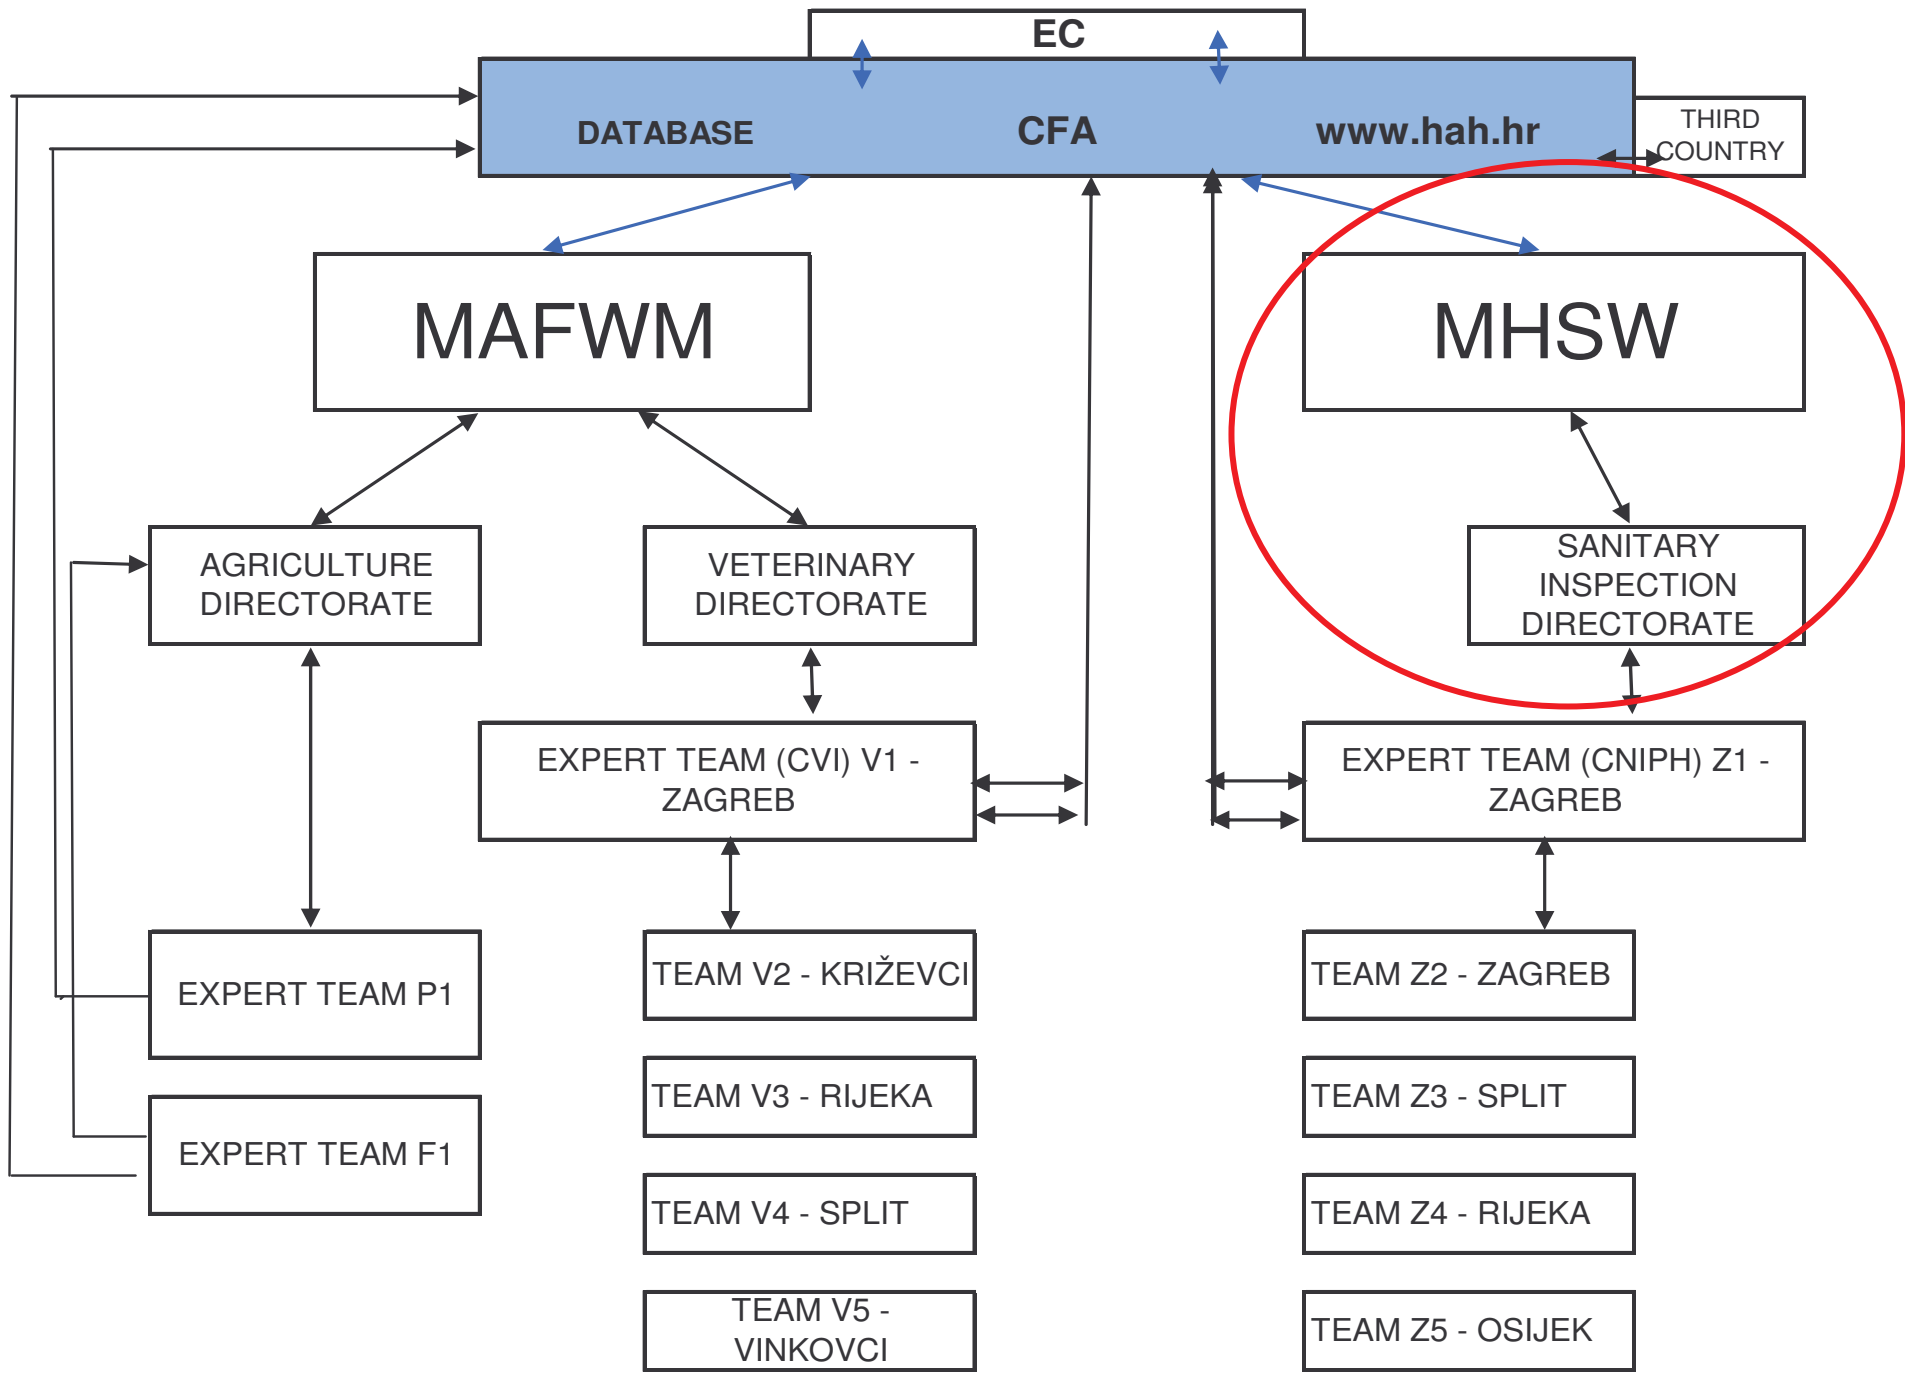 EC
DATABASE CFA www.hah.hr
THIRD
COUNTRY
MAFWM
MHSW
AGRICULTURE
DIRECTORATE
VETERINARY
DIRECTORATE
SANITARY
INSPECTION
DIRECTORATE
EXPERT TEAM (CVI) V1 -
ZAGREB
EXPERT TEAM (CNIPH) Z1 -
ZAGREB
EXPERT TEAM P1
TEAM V2 - KRIŽEVCI
TEAM Z2 - ZAGREB
TEAM V3 - RIJEKA
TEAM Z3 - SPLIT
EXPERT TEAM F1
TEAM V4 - SPLIT
TEAM Z4 - RIJEKA
TEAM V5 -
VINKOVCI
TEAM Z5 - OSIJEK